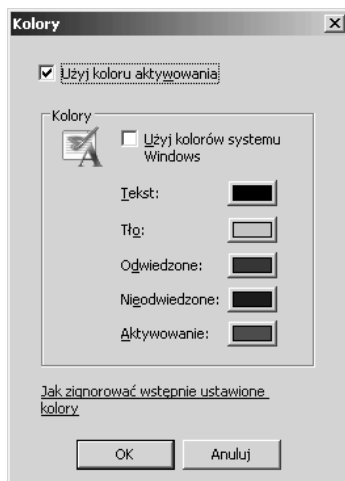 Kolory
Użyj koloru aktywowania
Kolory
Użyj kolorów systemu
Windows
Tekst:
Tło:
Odwiedzone:
Nieodwiedzone:
Aktywowanie:
Jak zignorować wstępnie ustawione
kolory
OK
Anuluj